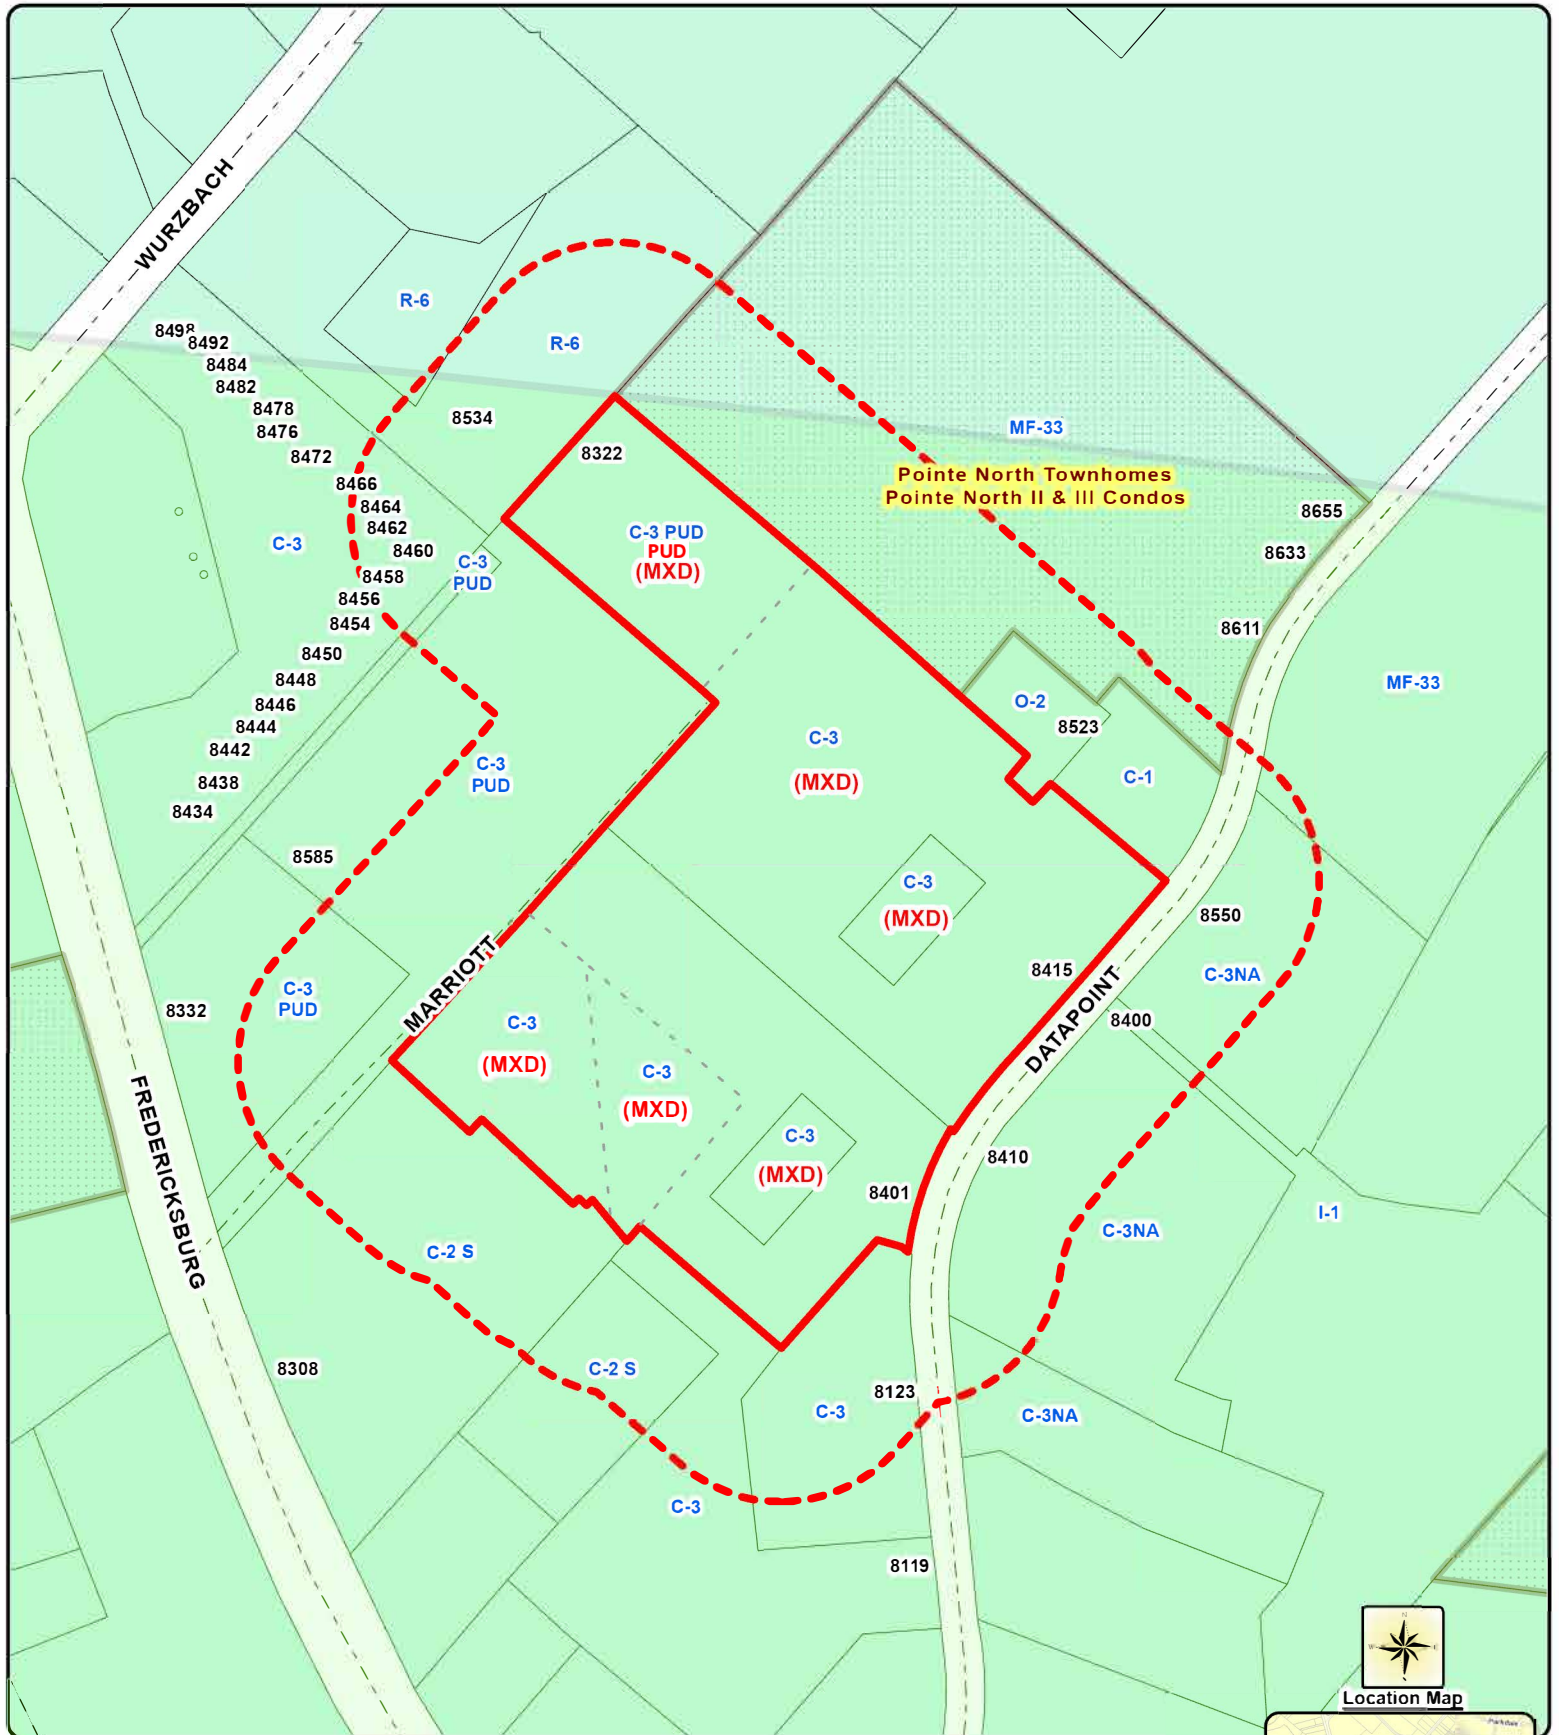 WURZBACH
R-6
R-6
8498
8492
8484
8482
8478
8476
8472
8466
8464
8462
8460
8458
8456
8454
8450
8448
8446
8444
8442
8438
8434
8534
8322
C-3
C-3
PUD
C-3 PUD
PUD
(MXD)
MF-33
Pointe North Townhomes
Pointe North II & III Condos
8655
8633
8611
MF-33
O-2
8523
C-1
C-3
(MXD)
C-3
PUD
8585
C-3
(MXD)
8550
8415
C-3NA
MARRIOTT
DATAPOINT
8400
C-3
PUD
8332
C-3
(MXD)
C-3
(MXD)
C-3
(MXD)
8401
8410
C-3NA
I-1
FREDERICKSBURG
C-2 S
8308
C-2 S
8123
C-3
C-3NA
C-3
8119
N
W
E
Location Map
Parkdale